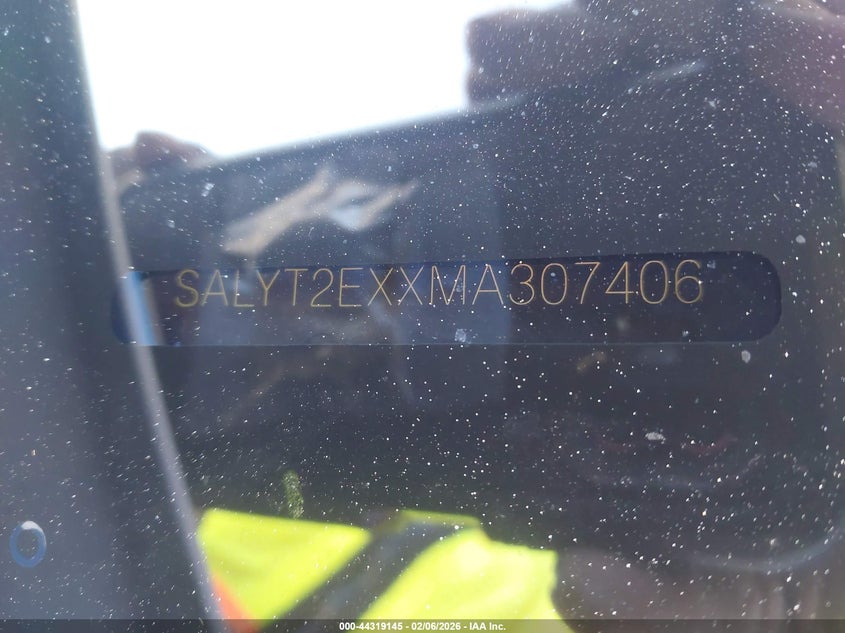 SALYT2EXXMA307406
000-44319145 - 02/06/2026 - IAA Inc.